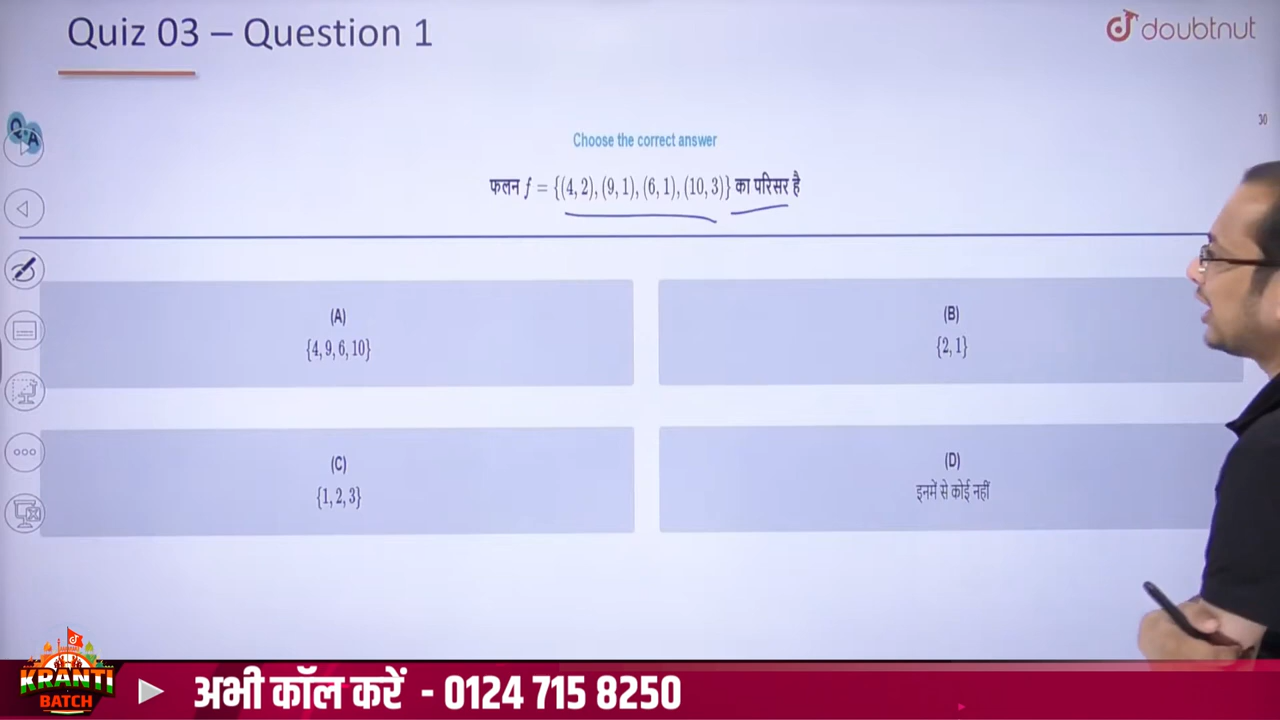 Quiz 03 – Question 1
doubtnut
Q A
30
Choose the correct answer
फलन f = {(4, 2), (9, 1), (6, 1), (10, 3)} का परिसर है
(A)
{4, 9, 6, 10}
(B)
{2, 1}
(C)
{1, 2, 3}
(D)
इनमें से कोई नहीं
KRANTI
BATCH
अभी कॉल करें - 0124 715 8250